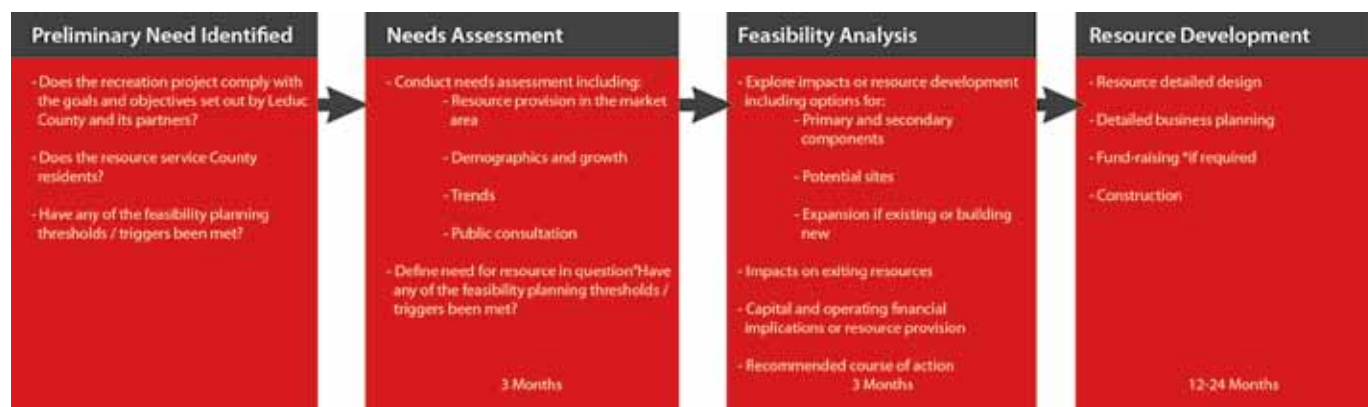 Preliminary Need Identified
- Does the recreation project comply with
the goals and objectives set out by Leduc
County and its partners?
- Does the resource service County
residents?
- Have any of the feasibility planning
thresholds / triggers been met?
Needs Assessment
- Conduct needs assessment including:
- Resource provision in the market
area
- Demographics and growth
- Trends
- Public consultation
- Define need for resource in question"Have
any of the feasibility planning thresholds /
triggers been met?
3 Months
Feasibility Analysis
- Explore impacts or resource development
including options for:
- Primary and secondary
components
- Potential sites
- Expansion if existing or building
new
- Impacts on exiting resources
- Capital and operating financial
implications or resource provision
- Recommended course of action
3 Months
Resource Development
- Resource detailed design
- Detailed business planning
- Fund-raising *if required
- Construction
12-24 Months